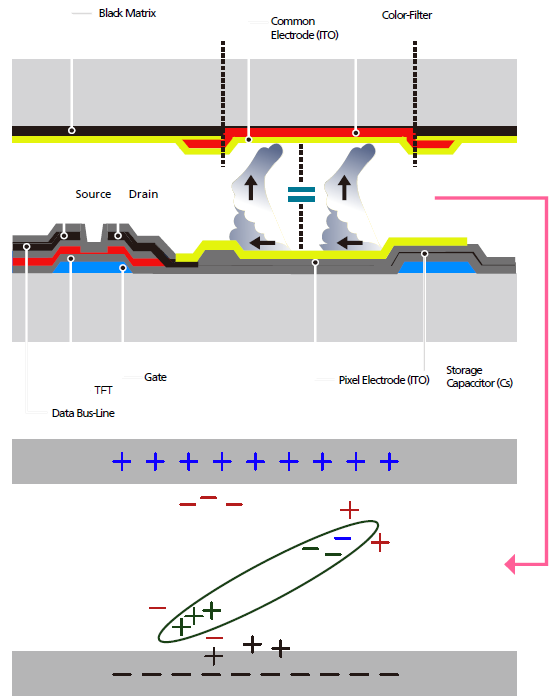 Black Matrix
Common
Electrode (ITO)
Color-Filter
Source
Drain
Gate
TFT
Data Bus-Line
Pixel Electrode (ITO)
Storage
Capaccitor (Cs)
+ + + + + + + + +
− − −
+
−
− −
+
−
+ + +
−
+ + +
− − − − − − − − −